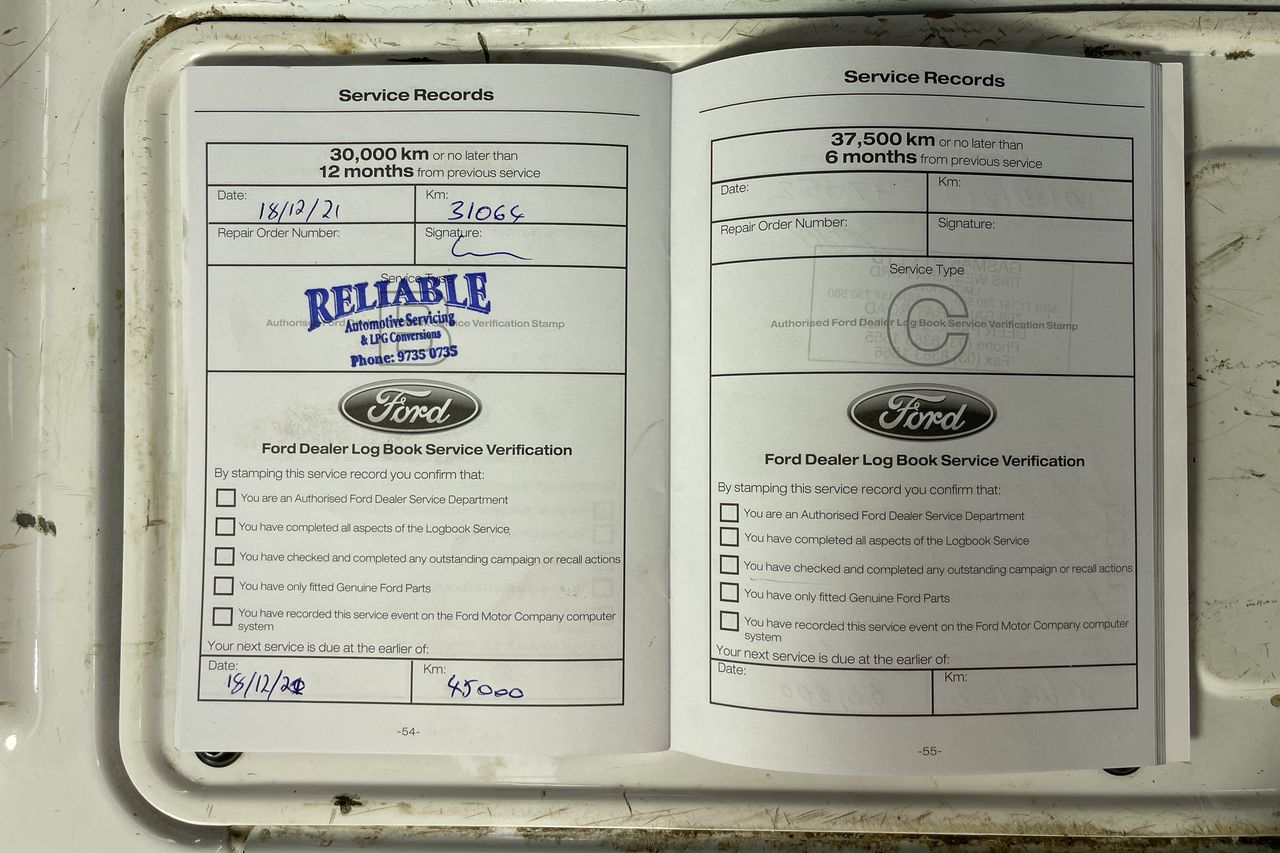 Service Records
30,000 km or no later than
12 months from previous service
Date: 18/12/21
Km: 31064
Repair Order Number:
Signature:
Service Type
RELIABLE
Automotive Servicing
& LPG Conversions
Phone: 9735 0735
B
Authorised Ford Service Verification Stamp
Ford
Ford Dealer Log Book Service Verification
By stamping this service record you confirm that:
You are an Authorised Ford Dealer Service Department
You have completed all aspects of the Logbook Service
You have checked and completed any outstanding campaign or recall actions
You have only fitted Genuine Ford Parts
You have recorded this service event on the Ford Motor Company computer
system
Your next service is due at the earlier of:
Date: 18/12/22
Km: 45000
-54-
Service Records
37,500 km or no later than
6 months from previous service
Date:
Km:
Repair Order Number:
Signature:
Service Type
C
Authorised Ford Dealer Log Book Service Verification Stamp
Ford
Ford Dealer Log Book Service Verification
By stamping this service record you confirm that:
You are an Authorised Ford Dealer Service Department
You have completed all aspects of the Logbook Service
You have checked and completed any outstanding campaign or recall actions
You have only fitted Genuine Ford Parts
You have recorded this service event on the Ford Motor Company computer
system
Your next service is due at the earlier of:
Date:
Km:
-55-